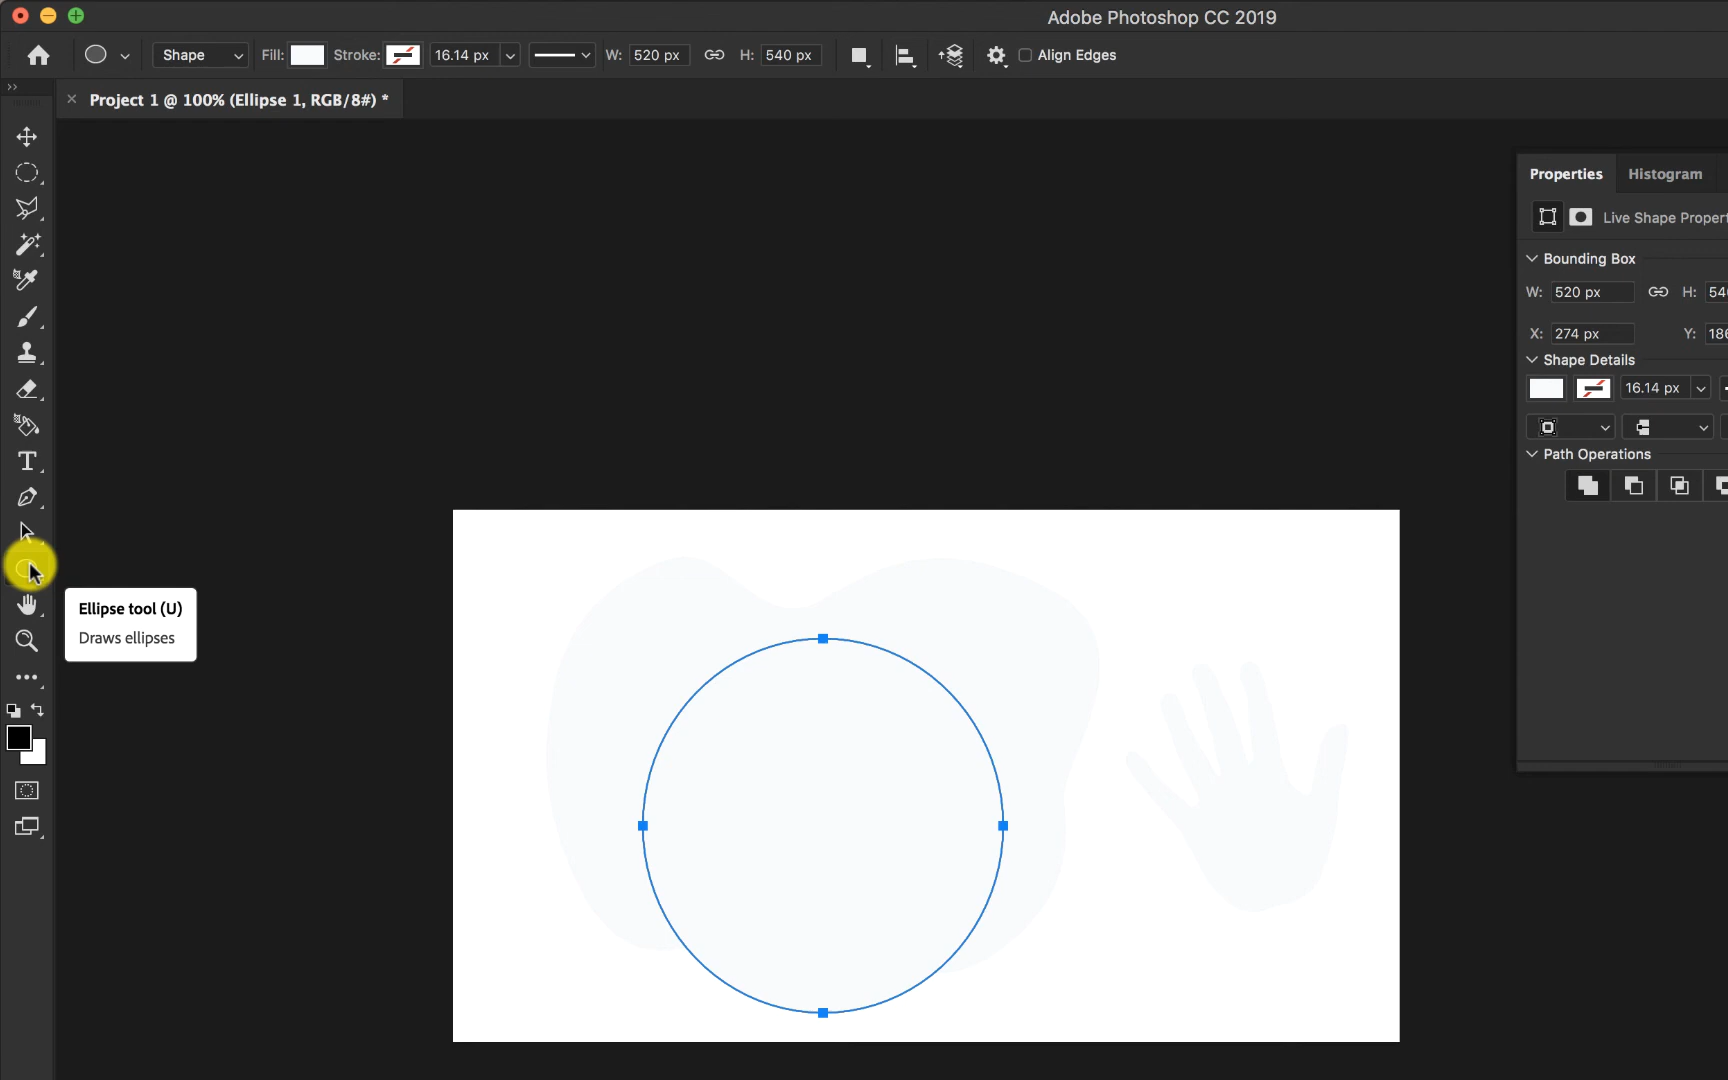 Adobe Photoshop CC 2019
Shape Fill: Stroke: 16.14 px W: 520 px H: 540 px Align Edges
Project 1 @ 100% (Ellipse 1, RGB/8#) *
Properties Histogram
Live Shape Propert
Bounding Box
W: 520 px H: 54
X: 274 px Y: 186
Shape Details
16.14 px
Path Operations
Ellipse tool (U)
Draws ellipses